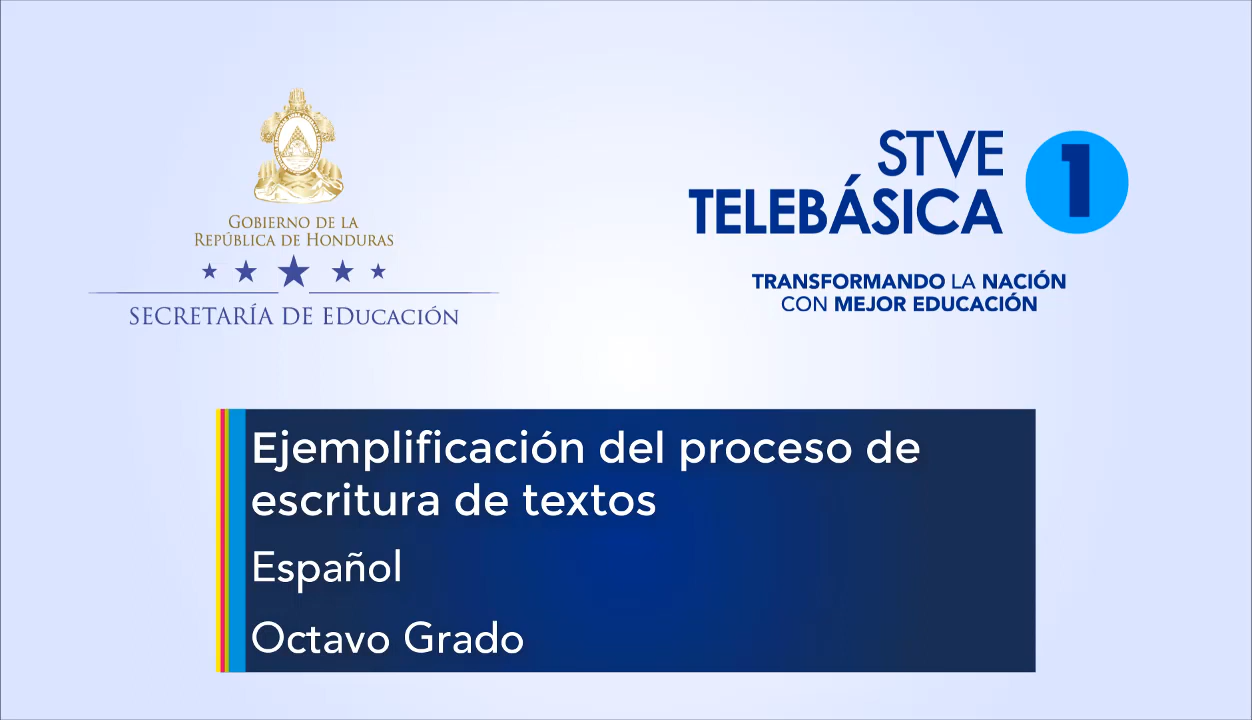 GOBIERNO DE LA
REPÚBLICA DE HONDURAS
SECRETARÍA DE EDUCACIÓN
STVE
TELEBÁSICA
1
TRANSFORMANDO LA NACIÓN
CON MEJOR EDUCACIÓN
Ejemplificación del proceso de
escritura de textos
Español
Octavo Grado